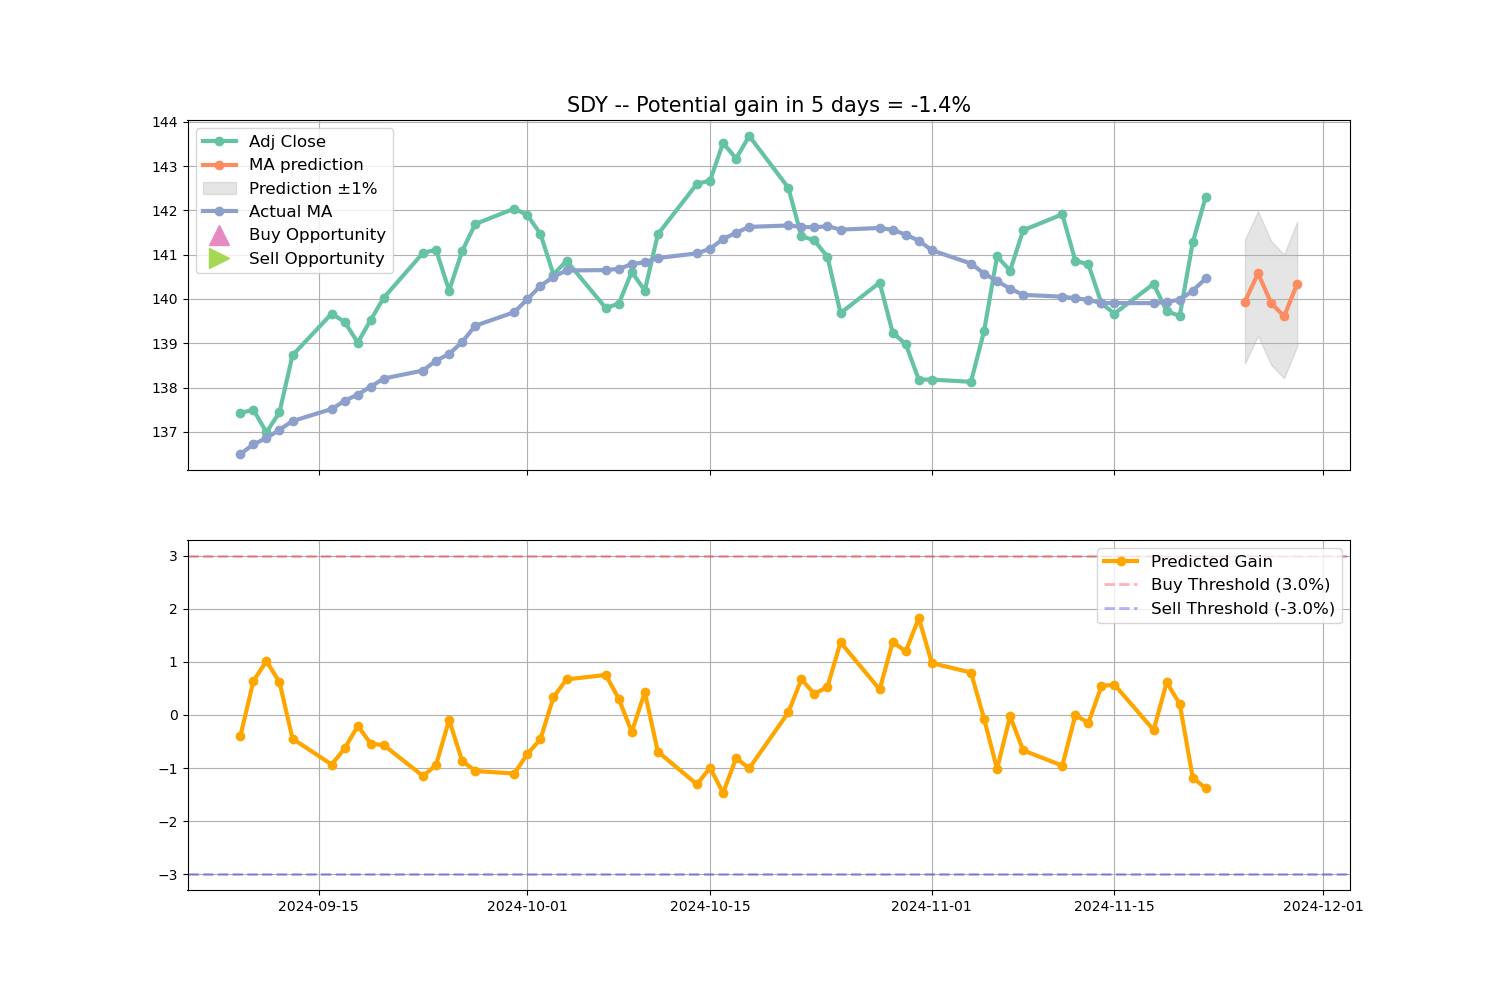 SDY -- Potential gain in 5 days = -1.4%
144
143
142
141
140
139
138
137
Adj Close
MA prediction
Prediction ±1%
Actual MA
Buy Opportunity
Sell Opportunity
3
2
1
0
−1
−2
−3
Predicted Gain
Buy Threshold (3.0%)
Sell Threshold (-3.0%)
2024-09-15 2024-10-01 2024-10-15 2024-11-01 2024-11-15 2024-12-01